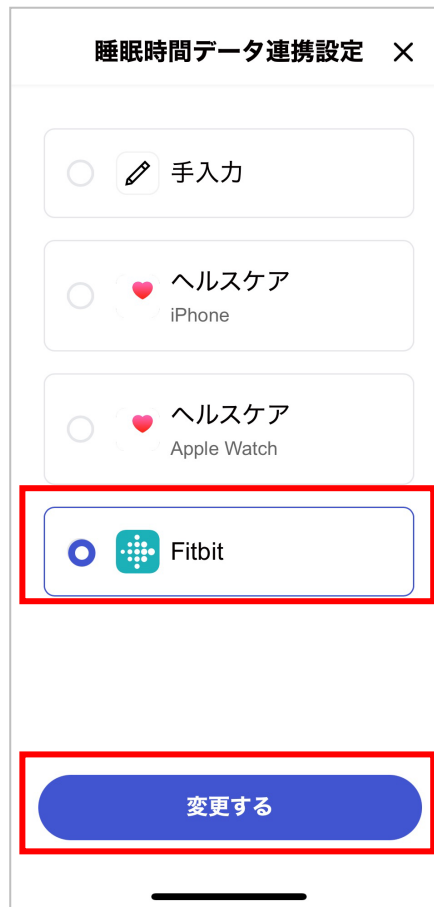 睡眠時間データ連携設定
手入力
ヘルスケア
iPhone
ヘルスケア
Apple Watch
Fitbit
変更する